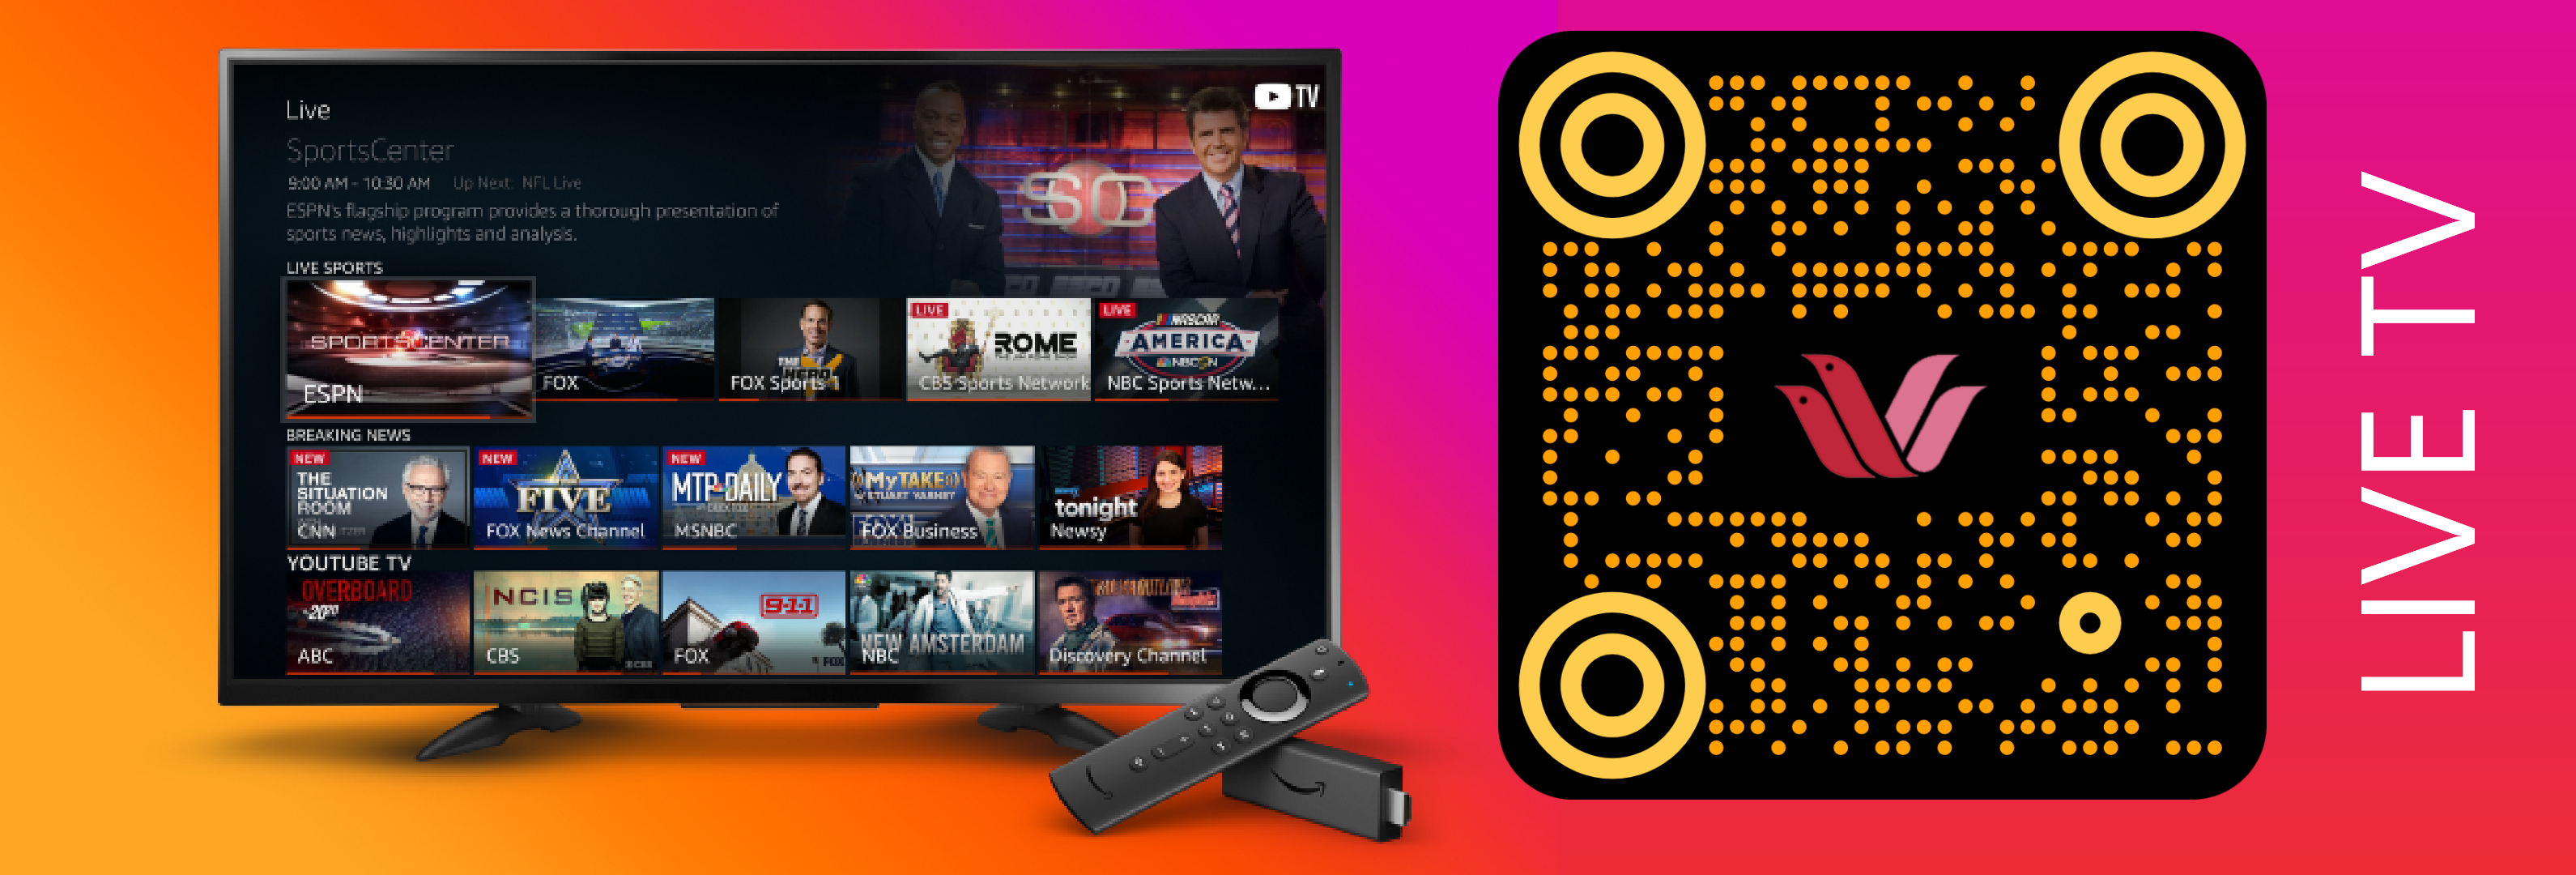 Live
TV
SportsCenter
9:00 AM - 10:30 AM Up Next: NFL Live
ESPN's flagship program provides a thorough presentation of
sports news, highlights and analysis.
SC
LIVE SPORTS
SPORTSCENTER
ESPN
FOX
THE
HERD
FOX Sports 1
LIVE
ROME
CBS Sports Network
LIVE
NASCAR
AMERICA
NBCSN
NBC Sports Netw...
BREAKING NEWS
NEW
THE
SITUATION
ROOM
CNN
NEW
FIVE
FOX News Channel
NEW
MTP DAILY
MSNBC
MyTAKE
STUART VARNEY
FOX Business
tonight
Newsy
YOUTUBE TV
OVERBOARD
2020
ABC
NCIS
CBS
9-1-1
FOX
FOX
NEW AMSTERDAM
NBC
Discovery Channel
LIVE TV